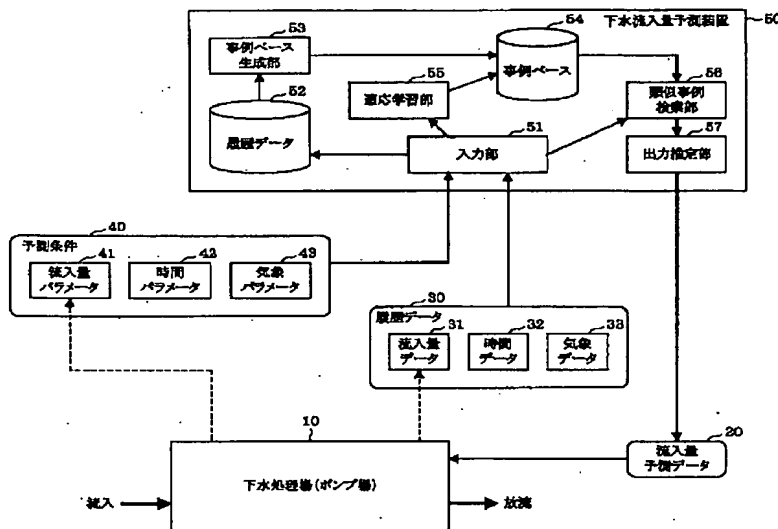 50
下水流入量予測装置
53
事例ベース
生成部
54
事例ベース
55
適応学習部
56
類似事例
検索部
52
履歴データ
51
入力部
57
出力推定部
40
予測条件
41
流入量
パラメータ
42
時間
パラメータ
43
気象
パラメータ
30
履歴データ
31
流入量
データ
32
時間
データ
33
気象
データ
10
下水処理場(ポンプ場)
流入
放流
20
流入量
予測データ